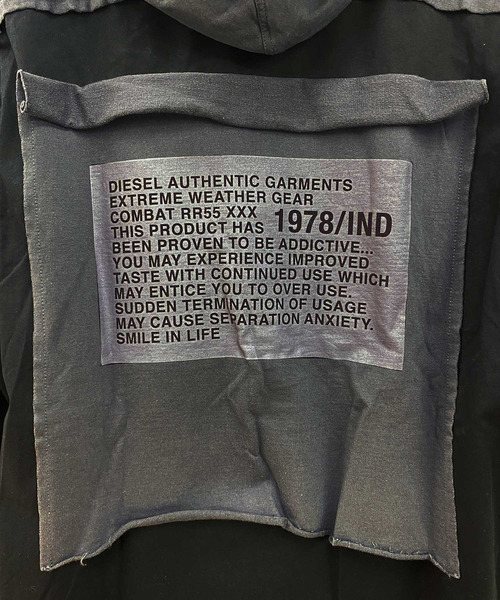 DIESEL AUTHENTIC GARMENTS
EXTREME WEATHER GEAR
COMBAT RR55 XXX
THIS PRODUCT HAS 1978/IND
BEEN PROVEN TO BE ADDICTIVE...
YOU MAY EXPERIENCE IMPROVED
TASTE WITH CONTINUED USE WHICH
MAY ENTICE YOU TO OVER USE.
SUDDEN TERMINATION OF USAGE
MAY CAUSE SEPARATION ANXIETY.
SMILE IN LIFE